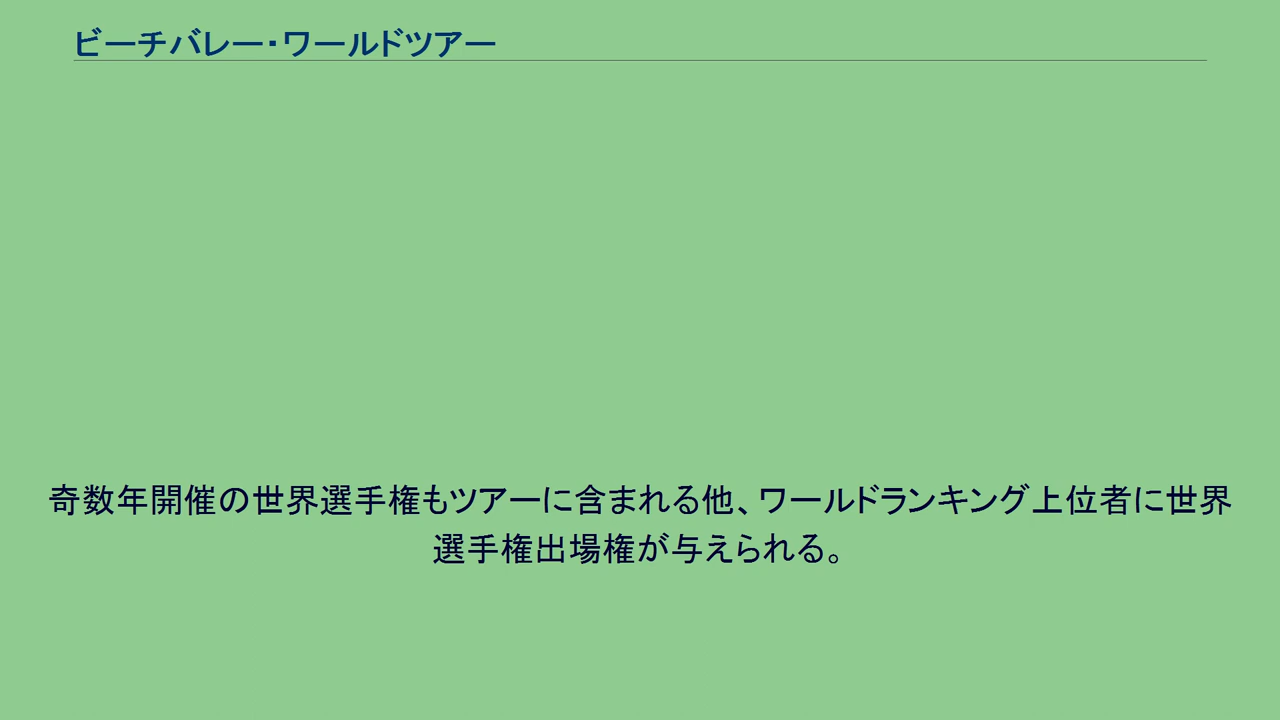 ビーチバレー・ワールドツアー
奇数年開催の世界選手権もツアーに含まれる他、ワールドランキング上位者に世界
選手権出場権が与えられる。